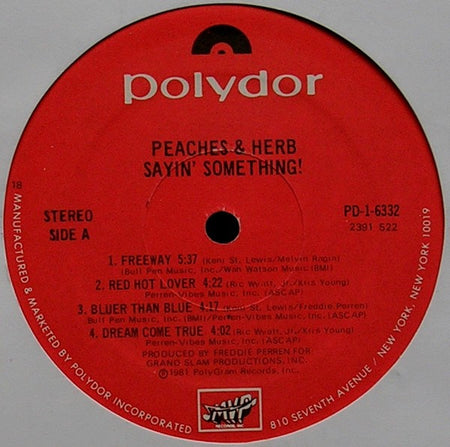 polydor
PEACHES & HERB
SAYIN' SOMETHING!
18
STEREO
SIDE A
PD-1-6332
2391 522
1. FREEWAY 5:37 (Keni St. Lewis/Melvin Ragin)
(Bull Pen Music, Inc./Wah Watson Music)(BMI)
2. RED HOT LOVER 4:22 (Ric Wyatt, Jr./Kris Young)
Perren-Vibes Music, Inc. (ASCAP)
3. BLUER THAN BLUE 4:17 (Keni St. Lewis/Freddie Perren)
Bull Pen Music, Inc. (BMI)/Perren-Vibes Music, Inc. (ASCAP)
4. DREAM COME TRUE 4:02 (Ric Wyatt, Jr./Kris Young)
Perren-Vibes Music, Inc. (ASCAP)
PRODUCED BY FREDDIE PERREN FOR
GRAND SLAM PRODUCTIONS, INC.
℗1981 PolyGram Records, Inc.
MANUFACTURED & MARKETED BY POLYDOR INCORPORATED
810 SEVENTH AVENUE / NEW YORK, NEW YORK 10019
MVP
RECORDS, INC.